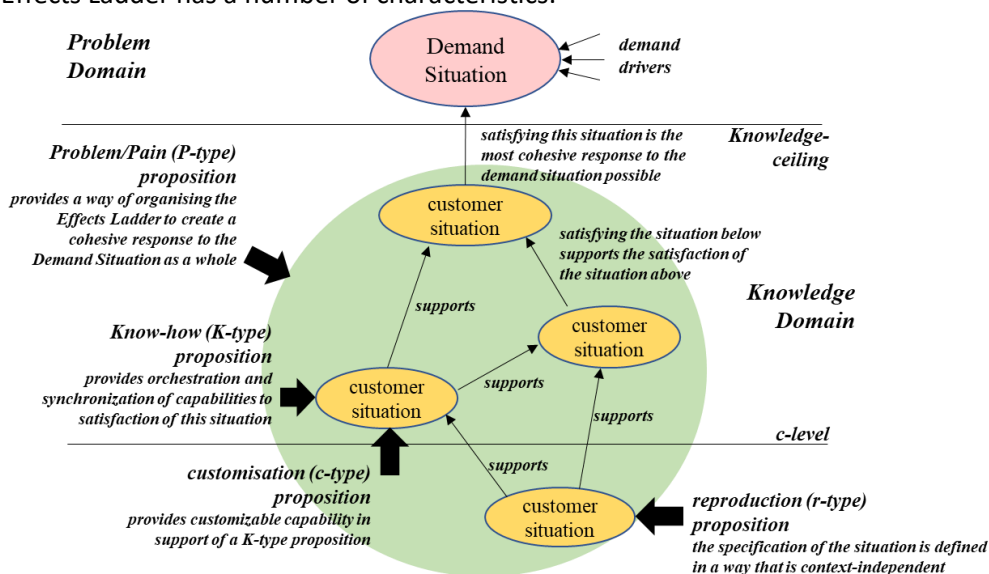 Effects Ladder has a number of characteristics.
Problem
Domain
Demand
Situation
demand
drivers
satisfying this situation is the
most cohesive response to the
demand situation possible
Knowledge-
ceiling
Problem/Pain (P-type)
proposition
provides a way of organising the
Effects Ladder to create a
cohesive response to the
Demand Situation as a whole
customer
situation
satisfying the situation below
supports the satisfaction of
the situation above
supports
Knowledge
Domain
customer
situation
Know-how (K-type)
proposition
provides orchestration and
synchronization of capabilities to
satisfaction of this situation
supports
customer
situation
supports
c-level
customisation (c-type)
proposition
provides customizable capability in
support of a K-type proposition
supports
customer
situation
reproduction (r-type)
proposition
the specification of the situation is defined
in a way that is context-independent